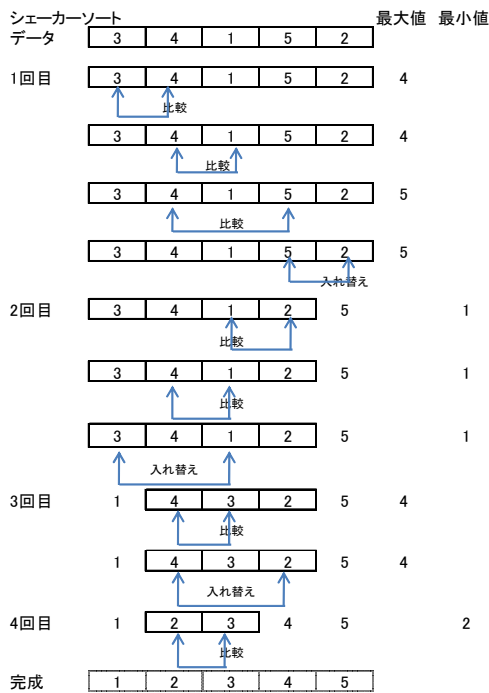 シェーカーソート 最大値 最小値
データ 3 4 1 5 2
1回目 3 4 1 5 2 4
比較
3 4 1 5 2 4
比較
3 4 1 5 2 5
比較
3 4 1 5 2 5
入れ替え
2回目 3 4 1 2 5 1
比較
3 4 1 2 5 1
比較
3 4 1 2 5 1
入れ替え
3回目 1 4 3 2 5 4
比較
1 4 3 2 5 4
入れ替え
4回目 1 2 3 4 5 2
比較
完成 1 2 3 4 5